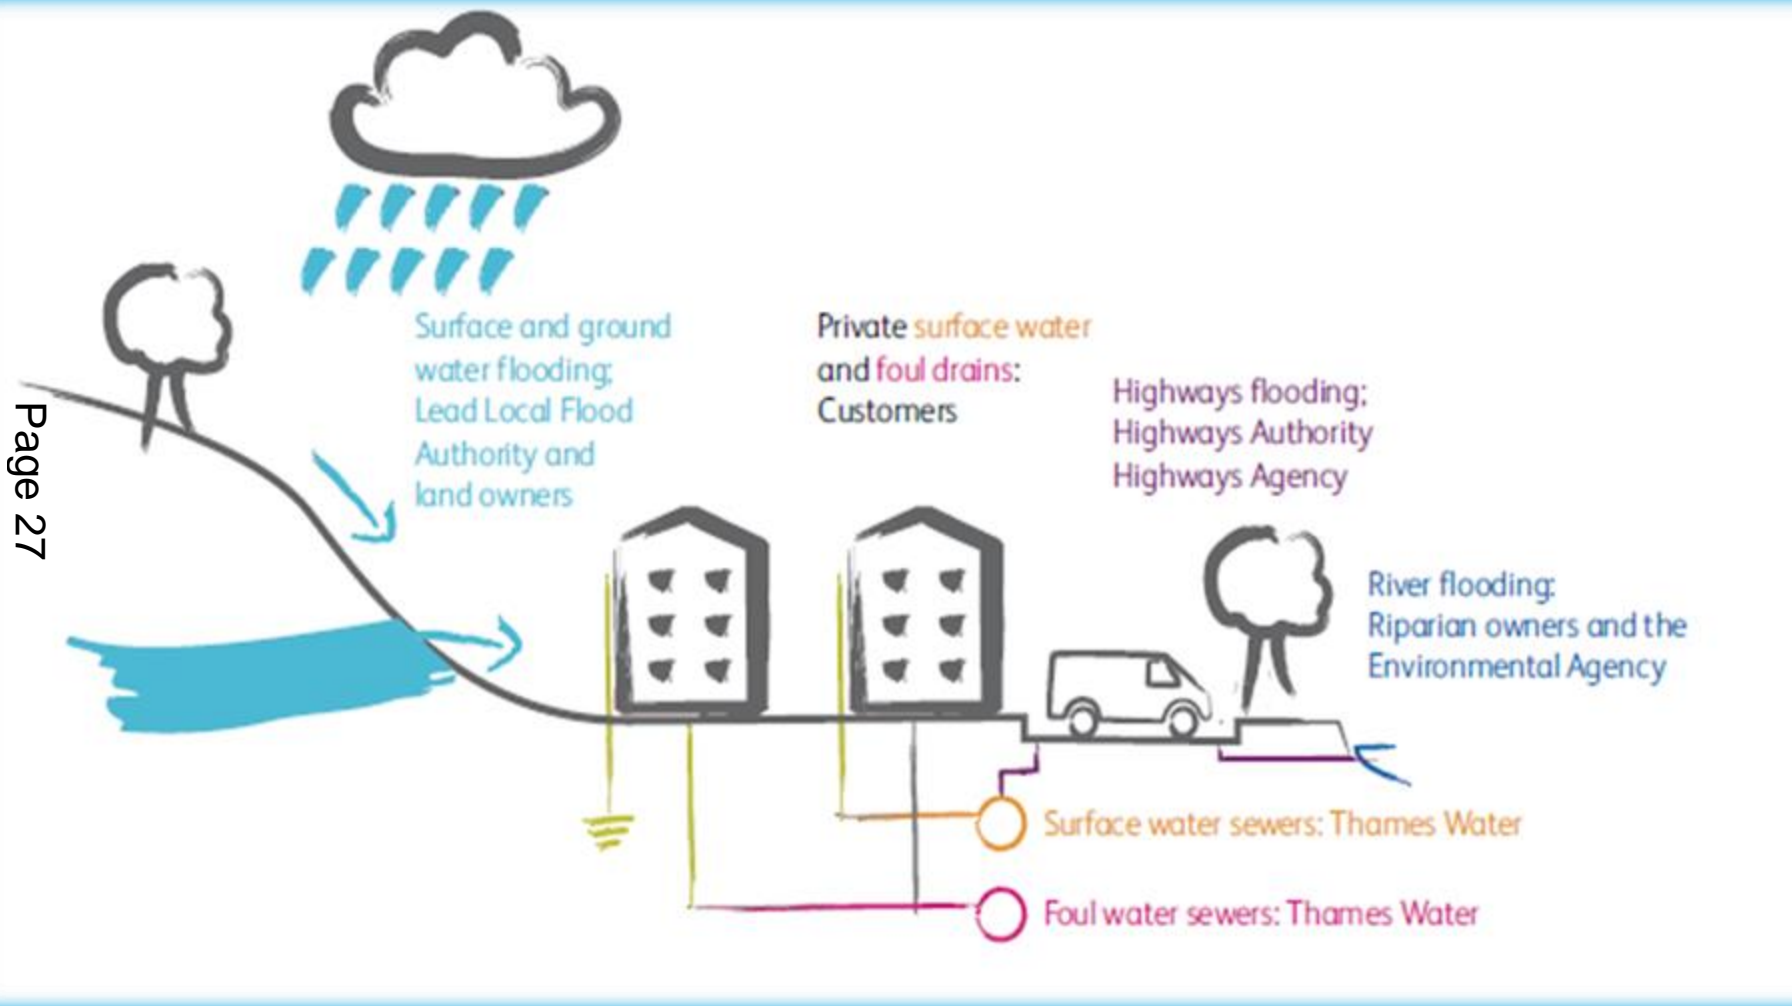 Surface and ground
water flooding;
Lead Local Flood
Authority and
land owners
Private surface water
and foul drains:
Customers
Highways flooding;
Highways Authority
Highways Agency
River flooding:
Riparian owners and the
Environmental Agency
Surface water sewers: Thames Water
Foul water sewers: Thames Water
Page 27